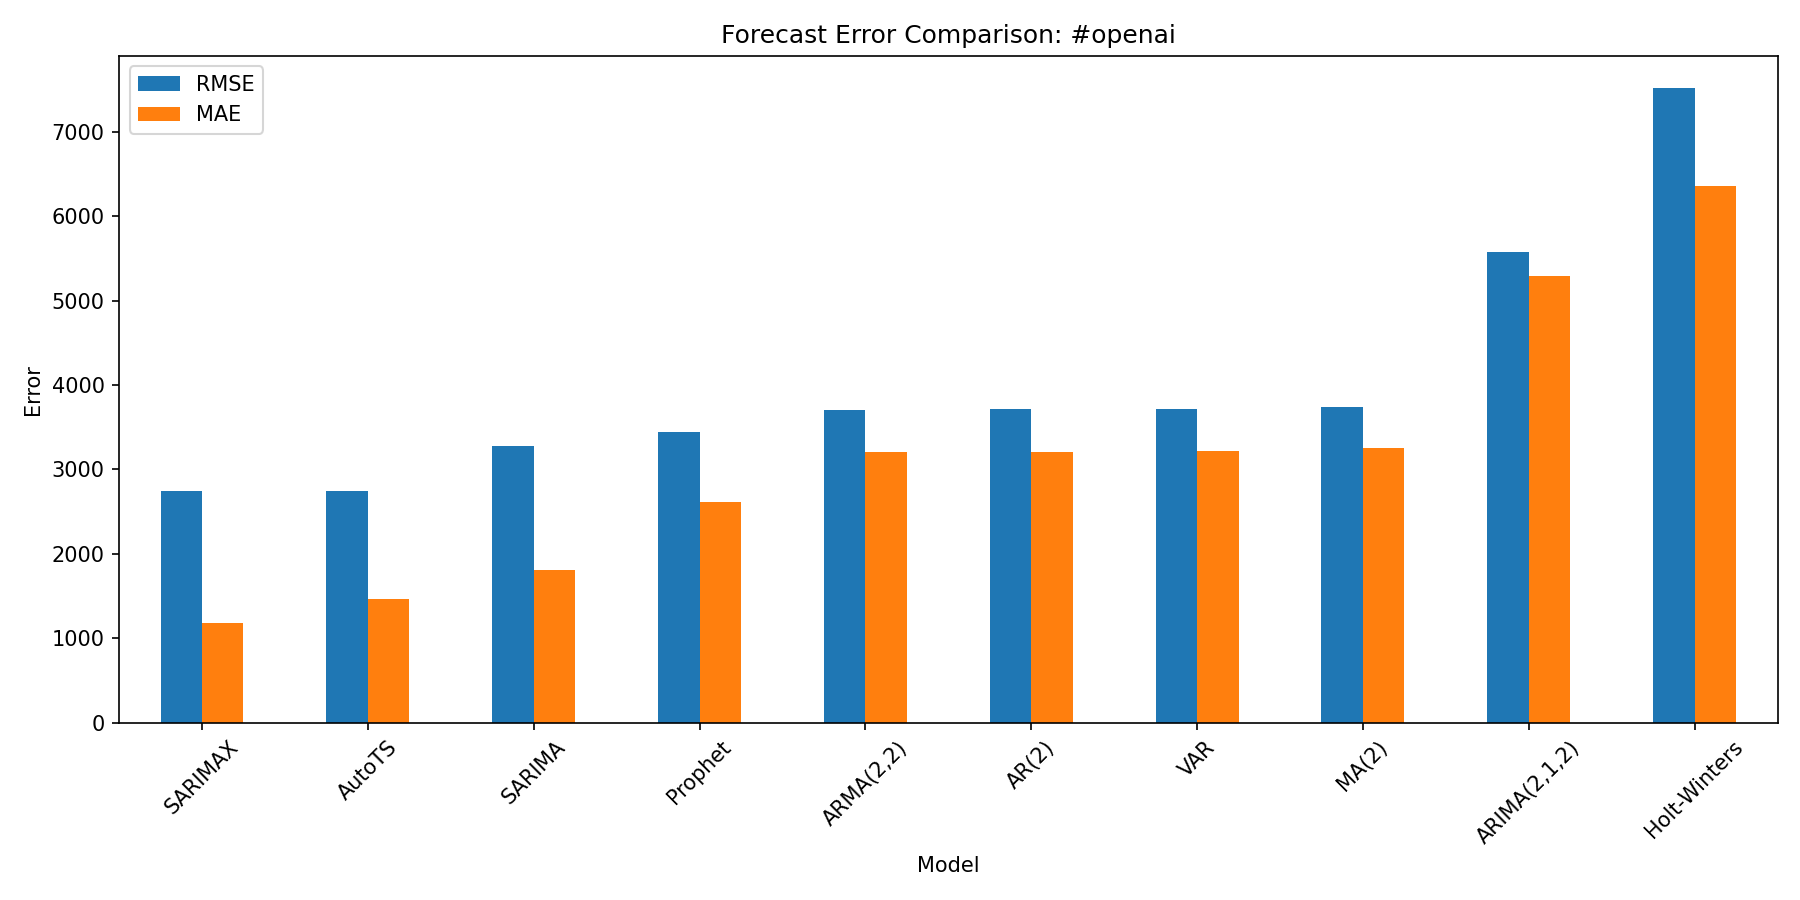 Forecast Error Comparison: #openai
RMSE
MAE
7000
6000
5000
4000
3000
2000
1000
0
Error
SARIMAX
AutoTS
SARIMA
Prophet
ARMA(2,2)
AR(2)
VAR
MA(2)
ARIMA(2,1,2)
Holt-Winters
Model